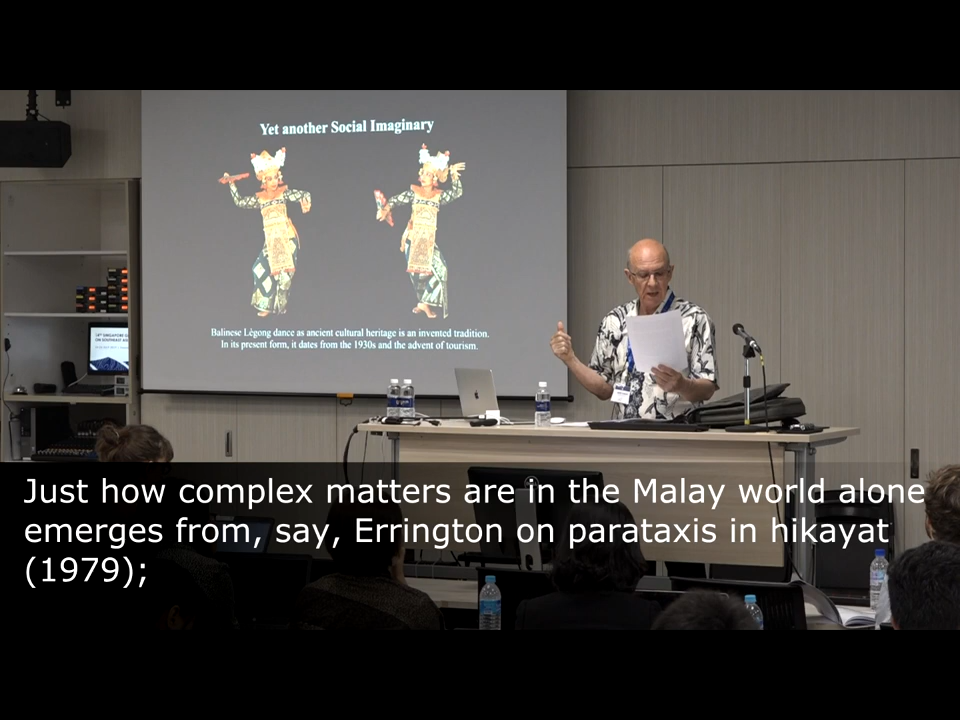 Yet another Social Imaginary
Balinese Lègong dance as ancient cultural heritage is an invented tradition.
In its present form, it dates from the 1930s and the advent of tourism.
Just how complex matters are in the Malay world alone
emerges from, say, Errington on parataxis in hikayat
(1979);